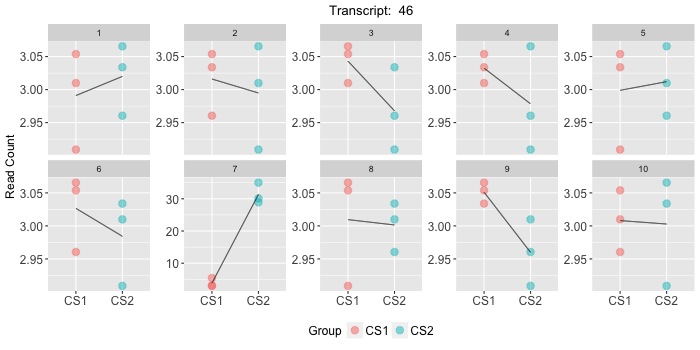 Transcript: 46
1 2 3 4 5
3.05 3.05 3.05 3.05 3.05
3.00 3.00 3.00 3.00 3.00
2.95 2.95 2.95 2.95 2.95
Read Count
6 7 8 9 10
3.05 30 3.05 3.05 3.05
3.00 20 3.00 3.00 3.00
2.95 10 2.95 2.95 2.95
CS1 CS2 CS1 CS2 CS1 CS2 CS1 CS2 CS1 CS2
Group CS1 CS2